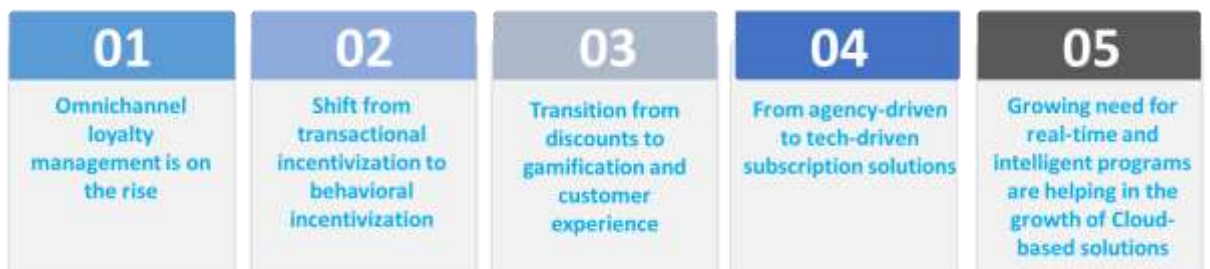 01
Omnichannel
loyalty
management is on
the rise
02
Shift from
transactional
incentivization to
behavioral
incentivization
03
Transition from
discounts to
gamification and
customer
experience
04
From agency-driven
to tech-driven
subscription solutions
05
Growing need for
real-time and
intelligent programs
are helping in the
growth of Cloud-
based solutions